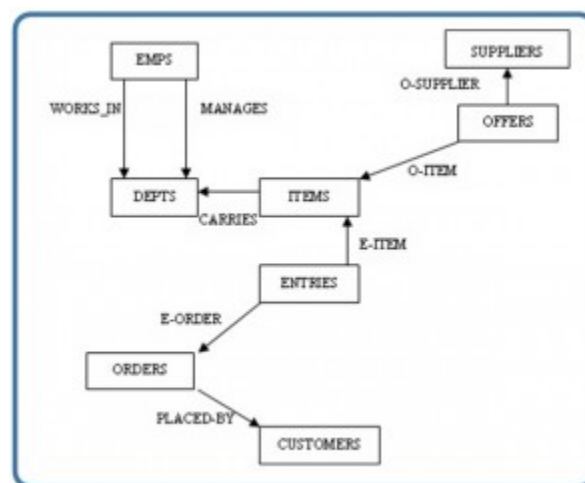 SUPPLIERS
EMPS
O-SUPPLIER
WORKS_IN
MANAGES
OFFERS
O-ITEM
DEPTS
ITEMS
CARRIES
E-ITEM
ENTRIES
E-ORDER
ORDERS
PLACED-BY
CUSTOMERS